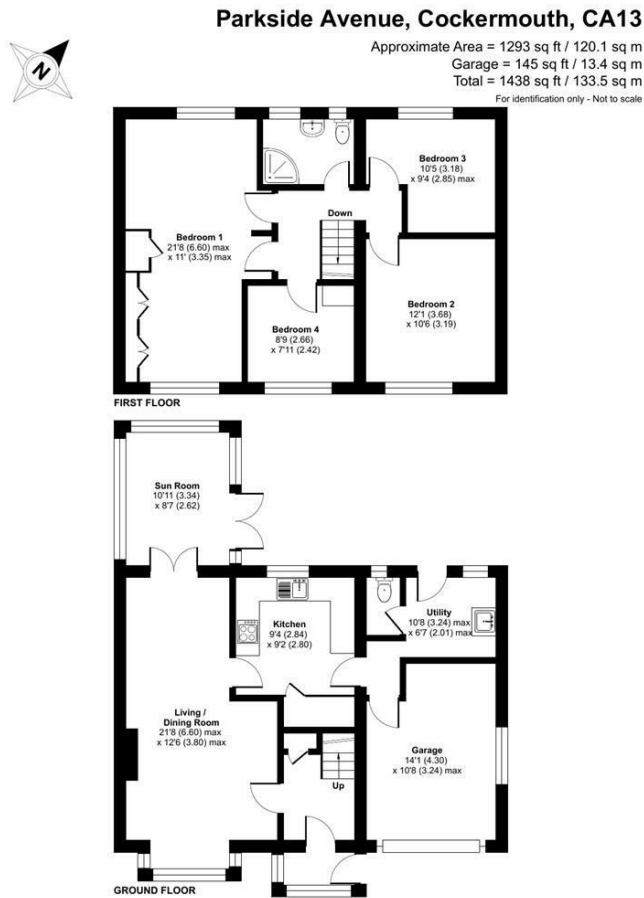 Parkside Avenue, Cockermouth, CA13
Approximate Area = 1293 sq ft / 120.1 sq m
Garage = 145 sq ft / 13.4 sq m
Total = 1438 sq ft / 133.5 sq m
For identification only - Not to scale
N
Bedroom 3
10'5 (3.18)
x 9'4 (2.85) max
Down
Bedroom 1
21'8 (6.60) max
x 11' (3.35) max
Bedroom 2
12'1 (3.68)
x 10'6 (3.19)
Bedroom 4
8'9 (2.66)
x 7'11 (2.42)
FIRST FLOOR
Sun Room
10'11 (3.34)
x 8'7 (2.62)
Utility
10'8 (3.24) max
x 6'7 (2.01) max
Kitchen
9'4 (2.84)
x 9'2 (2.80)
Living /
Dining Room
21'8 (6.60) max
x 12'6 (3.80) max
Garage
14'1 (4.30)
x 10'8 (3.24) max
Up
GROUND FLOOR